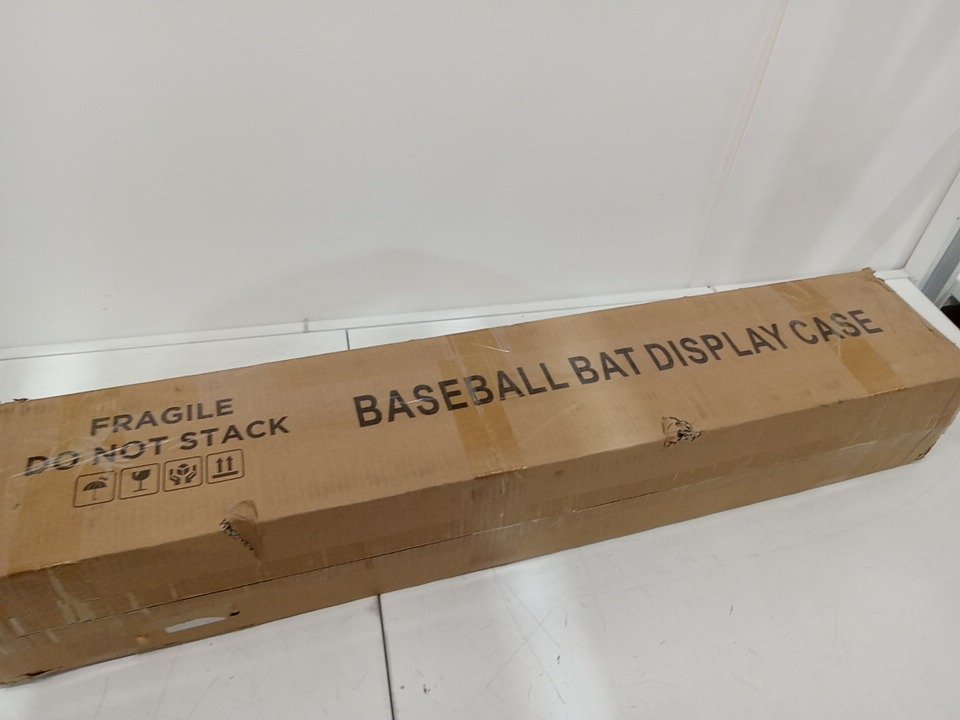 FRAGILE
DO NOT STACK
BASEBALL BAT DISPLAY CASE